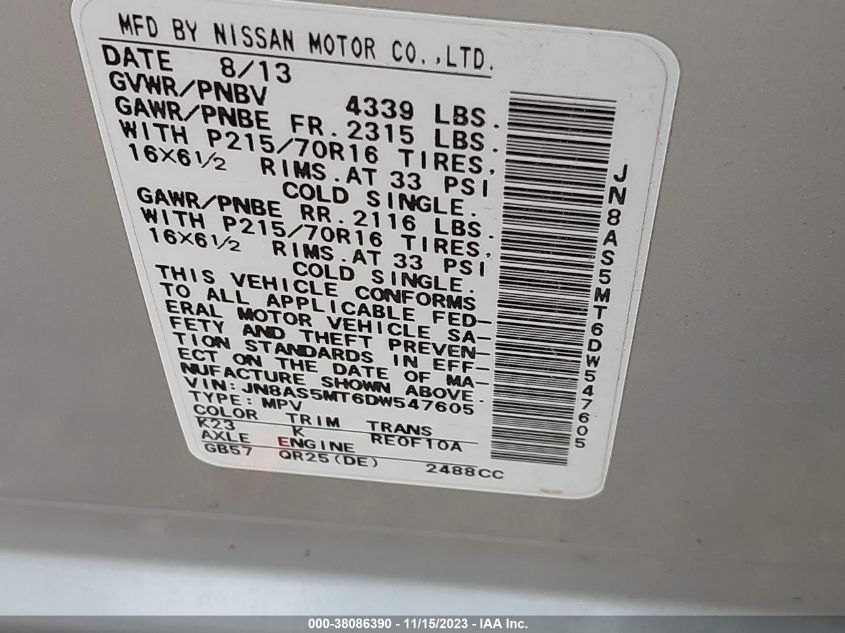 MFD BY NISSAN MOTOR CO.,LTD.
DATE 8/13
GVWR/PNBV 4339 LBS.
GAWR/PNBE FR.2315 LBS.
WITH P215/70R16 TIRES,
16X6 1/2 RIMS.AT 33 PSI
COLD SINGLE.
GAWR/PNBE RR.2116 LBS.
WITH P215/70R16 TIRES,
16X6 1/2 RIMS.AT 33 PSI
COLD SINGLE.
THIS VEHICLE CONFORMS
TO ALL APPLICABLE FED-
ERAL MOTOR VEHICLE SA-
FETY AND THEFT PREVEN-
TION STANDARDS IN EFF-
ECT ON THE DATE OF MA-
NUFACTURE SHOWN ABOVE.
VIN:JN8AS5MT6DW547605
TYPE:MPV
COLOR TRIM TRANS
K23 K RE0F10A
AXLE ENGINE
GB57 QR25(DE) 2488CC
JN8AS5MT6DW547605
000-38086390 - 11/15/2023 - IAA Inc.